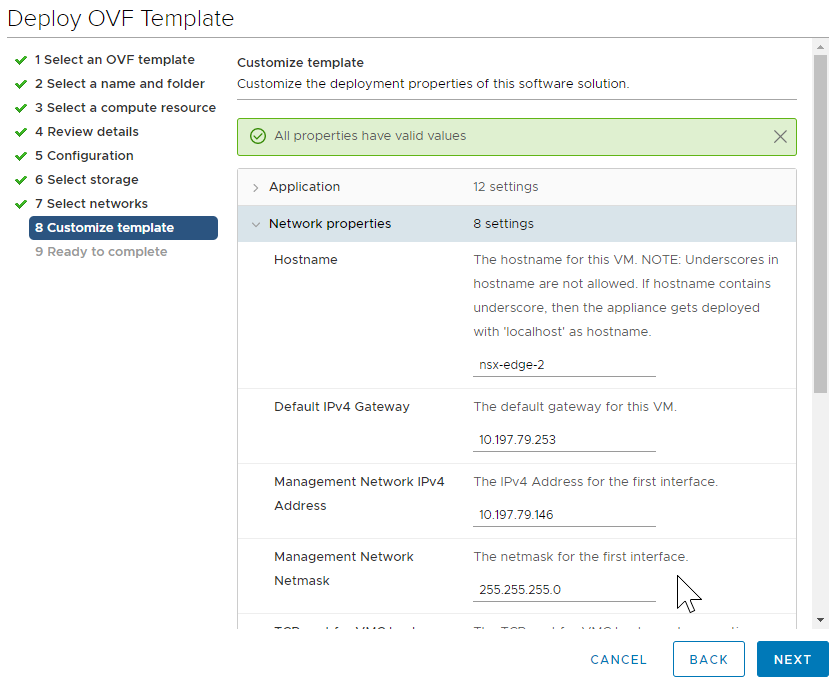 Deploy OVF Template
1 Select an OVF template
2 Select a name and folder
3 Select a compute resource
4 Review details
5 Configuration
6 Select storage
7 Select networks
8 Customize template
9 Ready to complete
Customize template
Customize the deployment properties of this software solution.
All properties have valid values
Application 12 settings
Network properties 8 settings
Hostname
The hostname for this VM. NOTE: Underscores in
hostname are not allowed. If hostname contains
underscore, then the appliance gets deployed
with 'localhost' as hostname.
nsx-edge-2
Default IPv4 Gateway
The default gateway for this VM.
10.197.79.253
Management Network IPv4
Address
The IPv4 Address for the first interface.
10.197.79.146
Management Network
Netmask
The netmask for the first interface.
255.255.255.0
CANCEL
BACK
NEXT